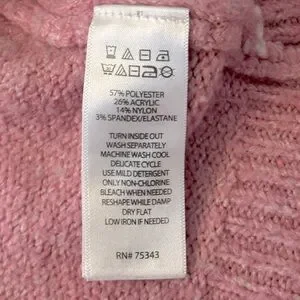 57% POLYESTER
26% ACRYLIC
14% NYLON
3% SPANDEX/ELASTANE
TURN INSIDE OUT
WASH SEPARATELY
MACHINE WASH COOL
DELICATE CYCLE
USE MILD DETERGENT
ONLY NON-CHLORINE
BLEACH WHEN NEEDED
RESHAPE WHILE DAMP
DRY FLAT
LOW IRON IF NEEDED
RN# 75343